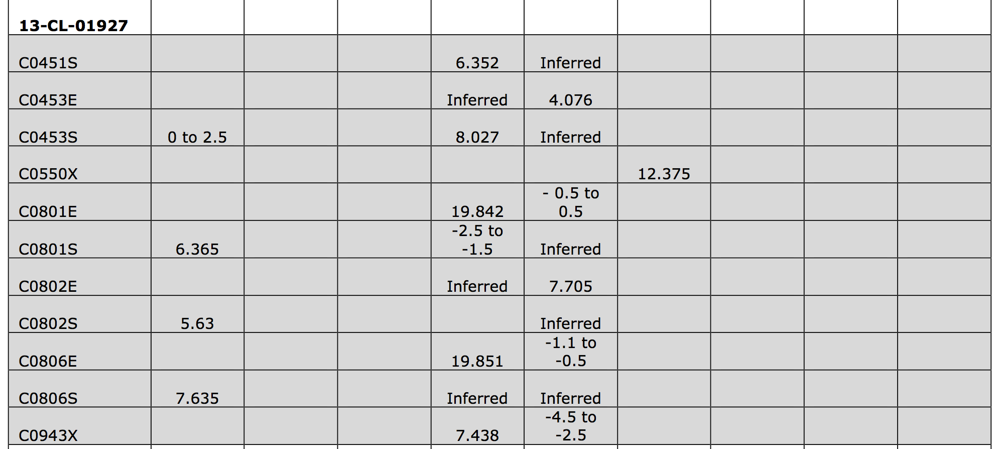 13-CL-01927
C0451S 6.352 Inferred
C0453E Inferred 4.076
C0453S 0 to 2.5 8.027 Inferred
C0550X 12.375
- 0.5 to
C0801E 19.842 0.5
-2.5 to
C0801S 6.365 -1.5 Inferred
C0802E Inferred 7.705
C0802S 5.63 Inferred
-1.1 to
C0806E 19.851 -0.5
C0806S 7.635 Inferred Inferred
-4.5 to
C0943X 7.438 -2.5